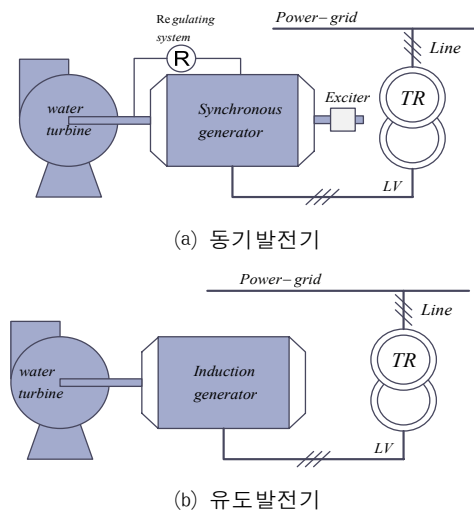 Power-grid
Regulating
system
Line
R
water
turbine
Synchronous
generator
Exciter
TR
LV
(a) 동기발전기
Power-grid
Line
water
turbine
Induction
generator
TR
LV
(b) 유도발전기